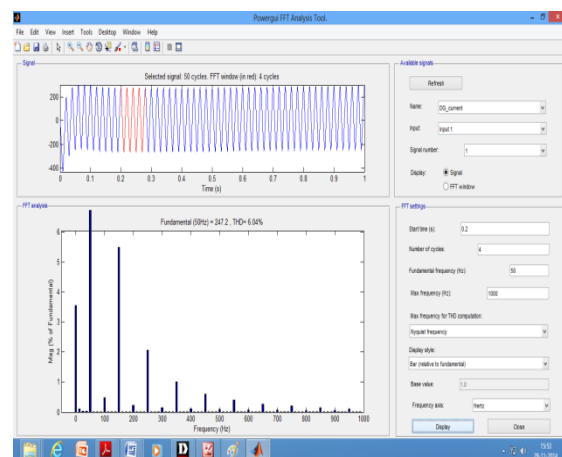 Powergui FFT Analysis Tool.
File Edit View Insert Tools Desktop Window Help
Signal
Selected signal: 50 cycles. FFT window (in red): 4 cycles
200
0
-200
-400
0 0.1 0.2 0.3 0.4 0.5 0.6 0.7 0.8 0.9 1
Time (s)
FFT analysis
Fundamental (50Hz) = 247.2 , THD= 6.04%
6
5
4
3
2
1
0
Mag (% of Fundamental)
0 100 200 300 400 500 600 700 800 900 1000
Frequency (Hz)
Available signals
Refresh
Name: DG_current
Input: input 1
Signal number: 1
Display: Signal
FFT window
FFT settings
Start time (s): 0.2
Number of cycles: 4
Fundamental frequency (Hz): 50
Max frequency (Hz): 1000
Max frequency for THD computation:
Nyquist frequency
Display style:
Bar (relative to fundamental)
Base value: 1.0
Frequency axis: Hertz
Display Close
15:53